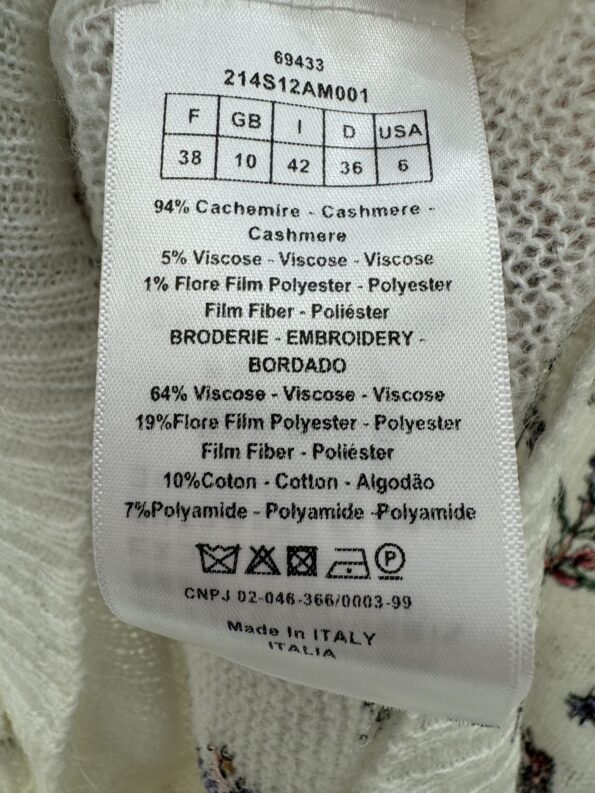 69433
214S12AM001
F GB I D USA
38 10 42 36 6
94% Cachemire - Cashmere -
Cashmere
5% Viscose - Viscose - Viscose
1% Flore Film Polyester - Polyester
Film Fiber - Poliéster
BRODERIE - EMBROIDERY -
BORDADO
64% Viscose - Viscose - Viscose
19%Flore Film Polyester - Polyester
Film Fiber - Poliéster
10%Coton - Cotton - Algodão
7%Polyamide - Polyamide -Polyamide
P
CNPJ 02-046-366/0003-99
Made In ITALY
ITALIA